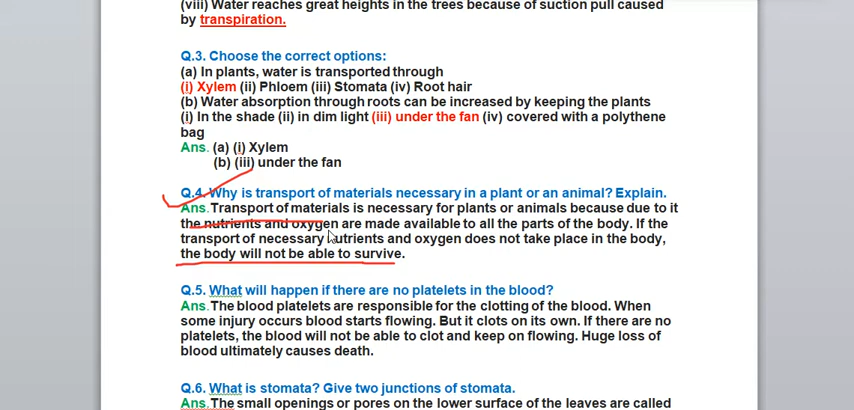 (viii) Water reaches great heights in the trees because of suction pull caused
by transpiration.
Q.3. Choose the correct options:
(a) In plants, water is transported through
(i) Xylem (ii) Phloem (iii) Stomata (iv) Root hair
(b) Water absorption through roots can be increased by keeping the plants
(i) In the shade (ii) in dim light (iii) under the fan (iv) covered with a polythene
bag
Ans. (a) (i) Xylem
(b) (iii) under the fan
Q.4. Why is transport of materials necessary in a plant or an animal? Explain.
Ans.Transport of materials is necessary for plants or animals because due to it
the nutrients and oxygen are made available to all the parts of the body. If the
transport of necessary nutrients and oxygen does not take place in the body,
the body will not be able to survive.
Q.5. What will happen if there are no platelets in the blood?
Ans.The blood platelets are responsible for the clotting of the blood. When
some injury occurs blood starts flowing. But it clots on its own. If there are no
platelets, the blood will not be able to clot and keep on flowing. Huge loss of
blood ultimately causes death.
Q.6. What is stomata? Give two junctions of stomata.
Ans.The small openings or pores on the lower surface of the leaves are called